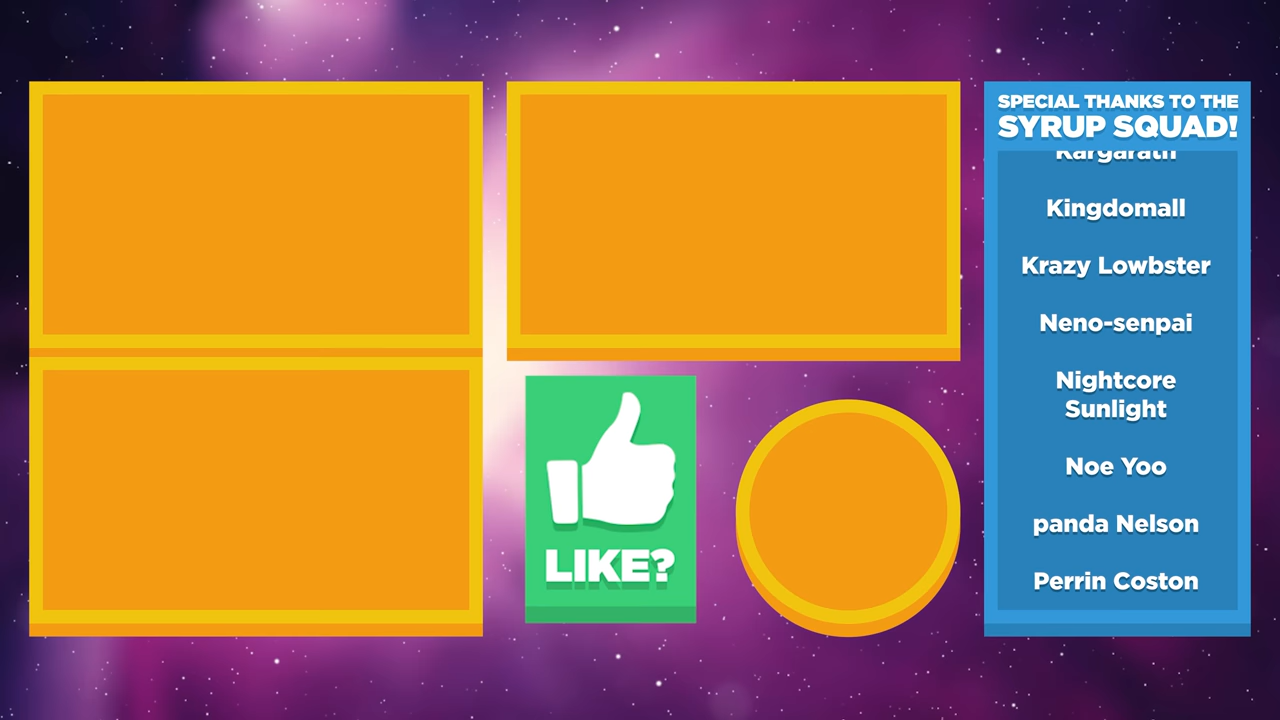 SPECIAL THANKS TO THE
SYRUP SQUAD!
Kargarath
Kingdomall
Krazy Lowbster
Neno-senpai
Nightcore
Sunlight
Noe Yoo
panda Nelson
Perrin Coston
LIKE?